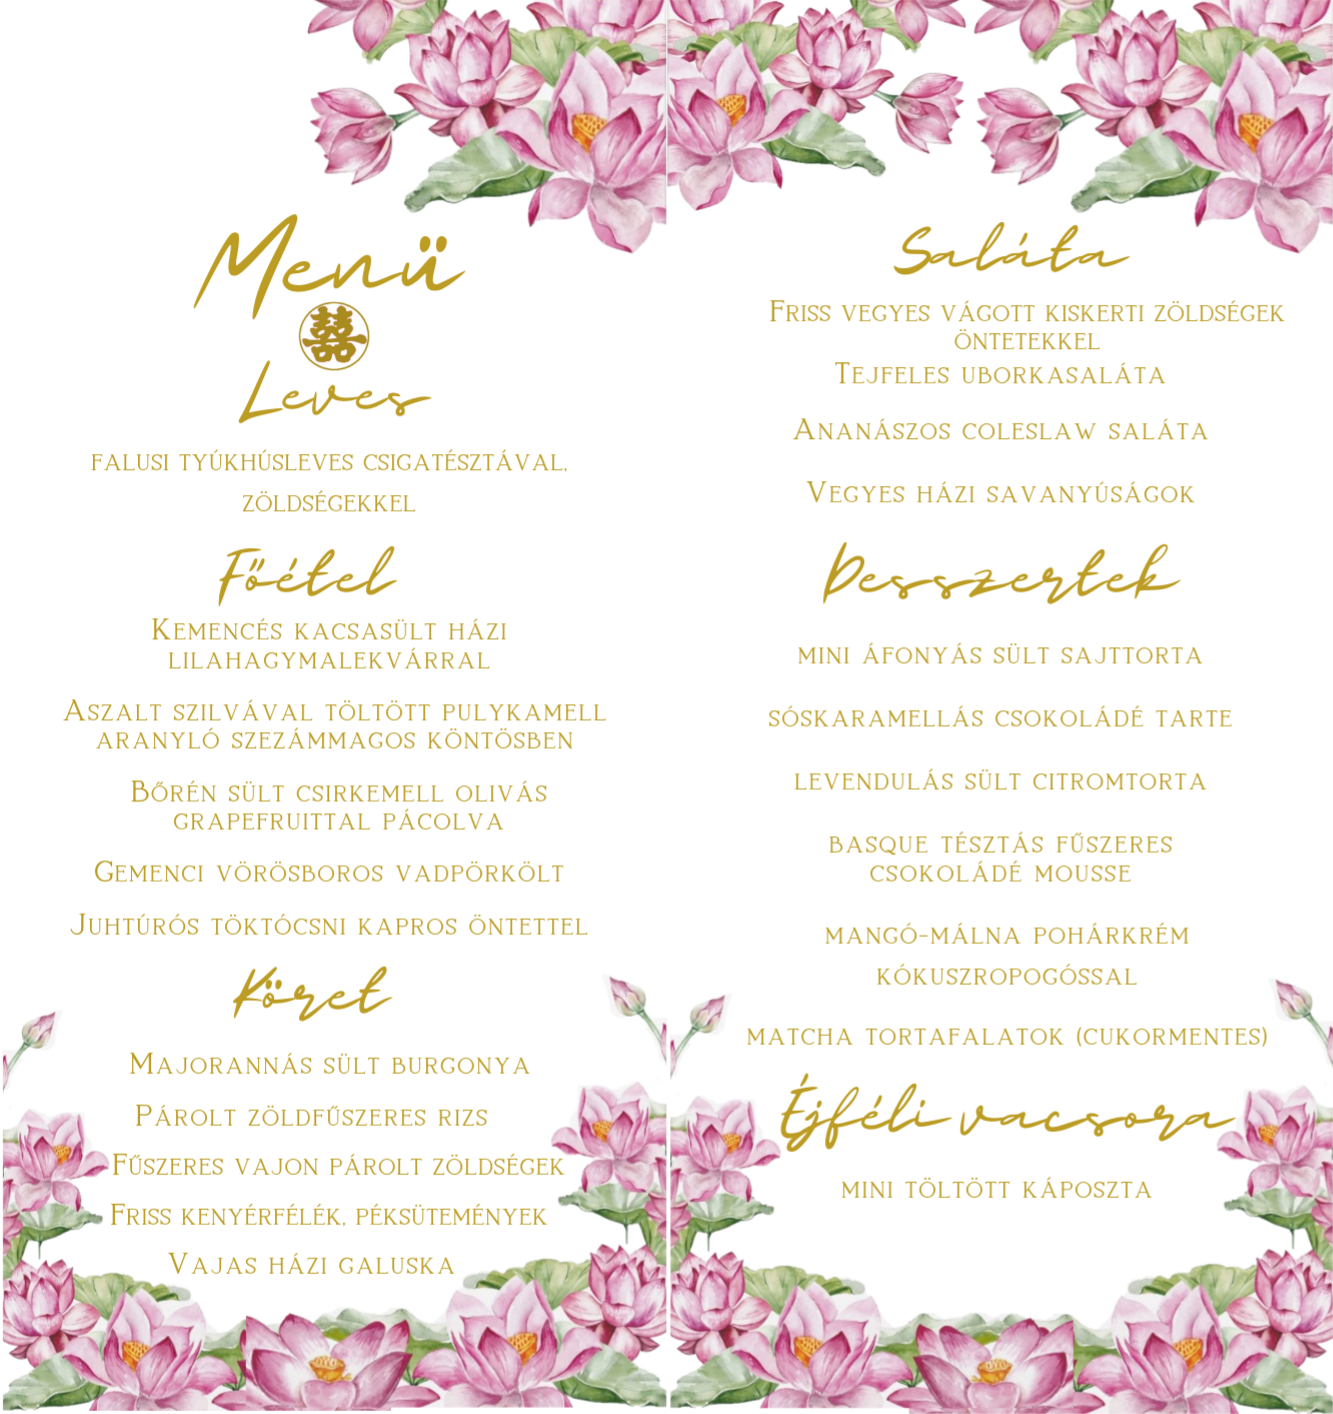 Menü
囍
Leves
FALUSI TYÚKHÚSLEVES CSIGATÉSZTÁVAL,
ZÖLDSÉGEKKEL
Főétel
KEMENCÉS KACSASÜLT HÁZI
LILAHAGYMALEKVÁRRAL
ASZALT SZILVÁVAL TÖLTÖTT PULYKAMELL
ARANYLÓ SZEZÁMMAGOS KÖNTÖSBEN
BŐRÉN SÜLT CSIRKEMELL OLIVÁS
GRAPEFRUITTAL PÁCOLVA
GEMENCI VÖRÖSBOROS VADPÖRKÖLT
JUHTÚRÓS TÖKTÓCSNI KAPROS ÖNTETTEL
Köret
MAJORANNÁS SÜLT BURGONYA
PÁROLT ZÖLDFŰSZERES RIZS
FŰSZERES VAJON PÁROLT ZÖLDSÉGEK
FRISS KENYÉRFÉLÉK, PÉKSÜTEMÉNYEK
VAJAS HÁZI GALUSKA
Saláta
FRISS VEGYES VÁGOTT KISKERTI ZÖLDSÉGEK
ÖNTETEKKEL
TEJFELES UBORKASALÁTA
ANANÁSZOS COLESLAW SALÁTA
VEGYES HÁZI SAVANYÚSÁGOK
Desszertek
MINI ÁFONYÁS SÜLT SAJTTORTA
SÓSKARAMELLÁS CSOKOLÁDÉ TARTE
LEVENDULÁS SÜLT CITROMTORTA
BASQUE TÉSZTÁS FŰSZERES
CSOKOLÁDÉ MOUSSE
MANGÓ-MÁLNA POHÁRKRÉM
KÓKUSZROPOGÓSSAL
MATCHA TORTAFALATOK (CUKORMENTES)
Éjféli vacsora
MINI TÖLTÖTT KÁPOSZTA